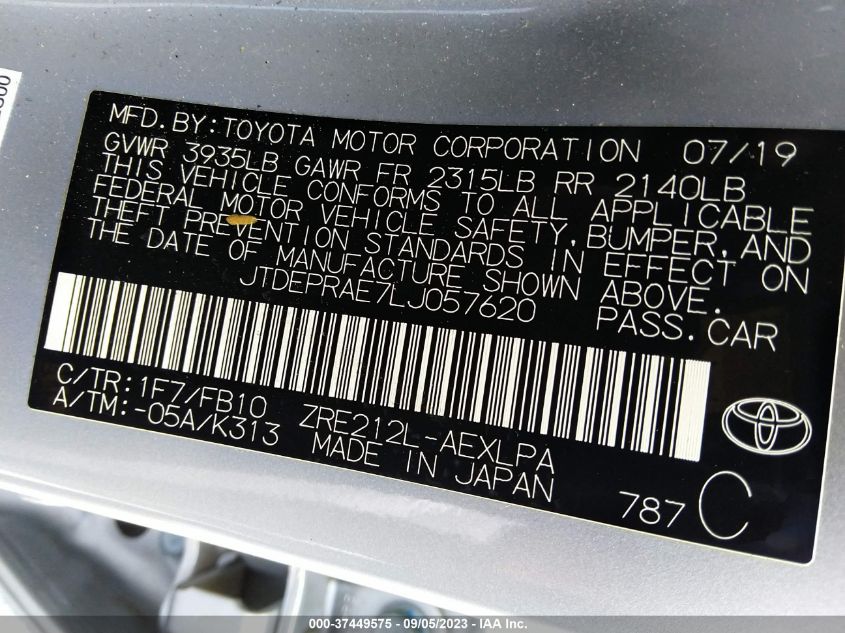 MFD.BY:TOYOTA MOTOR CORPORATION 07/19
GVWR 3935LB GAWR FR 2315LB RR 2140LB
THIS VEHICLE CONFORMS TO ALL APPLICABLE
FEDERAL MOTOR VEHICLE SAFETY, BUMPER, AND
THEFT PREVENTION STANDARDS IN EFFECT ON
THE DATE OF MANUFACTURE SHOWN ABOVE.
JTDEPRAE7LJ057620 PASS.CAR
C/TR:1F7/FB10 ZRE212L-AEXLPA
A/TM:-05A/K313 MADE IN JAPAN
787 C
000-37449575 - 09/05/2023 - IAA Inc.